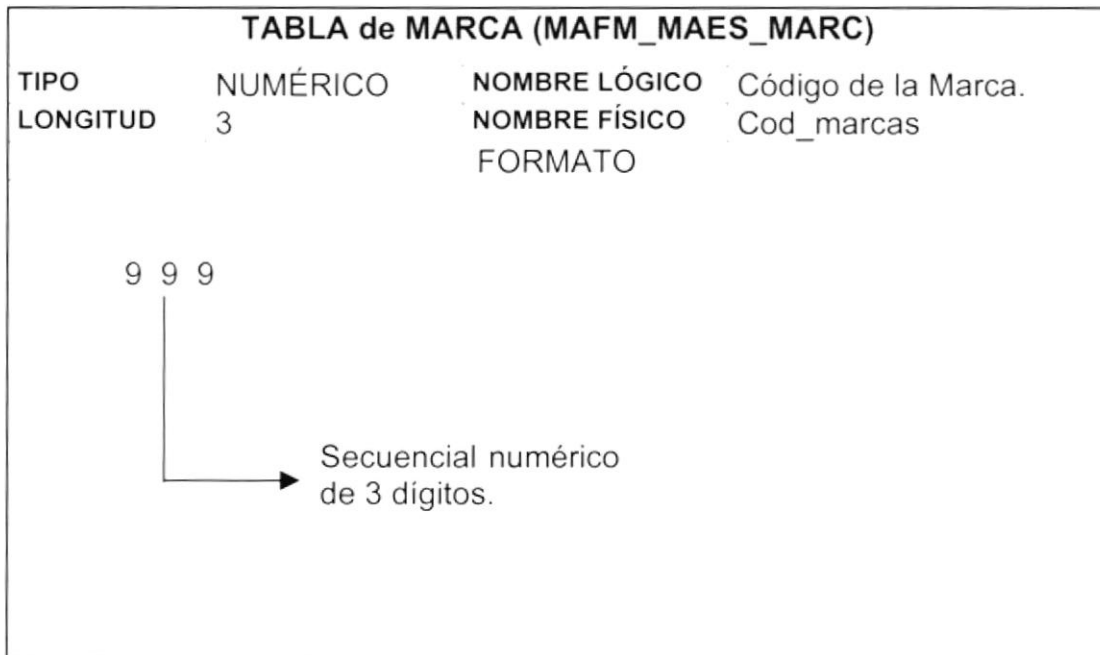 TABLA de MARCA (MAFM_MAES_MARC)
TIPO NUMÉRICO NOMBRE LÓGICO Código de la Marca.
LONGITUD 3 NOMBRE FÍSICO Cod_marcas
FORMATO
9 9 9
Secuencial numérico
de 3 dígitos.